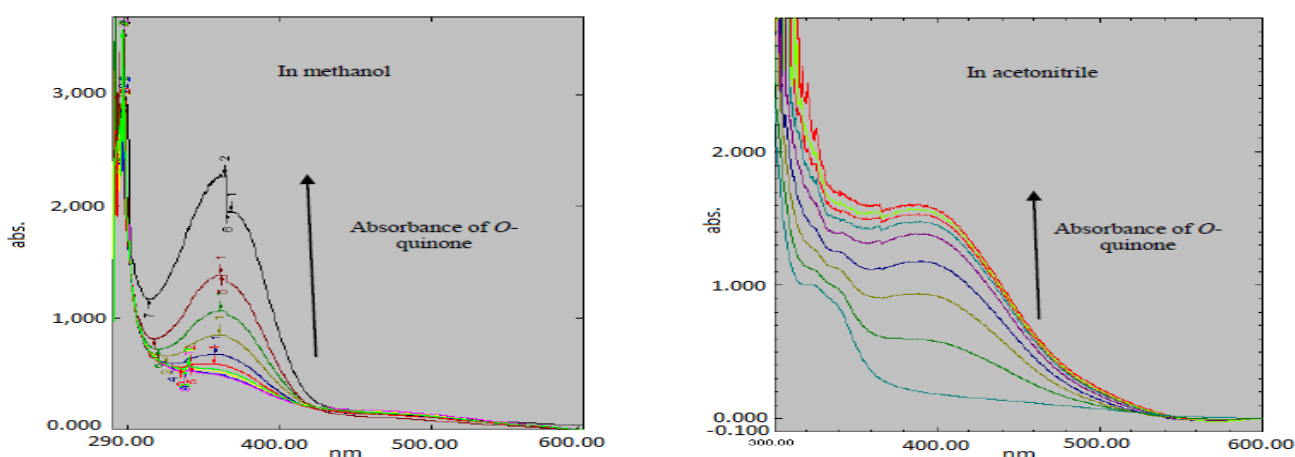 In methanol
3,000
2,000
1,000
0.000
abs.
Absorbance of O-
quinone
290.00
400.00
500.00
600.00
nm
In acetonitrile
2.000
1.000
0.000
-0.100
abs.
Absorbance of O-
quinone
300.00
400.00
500.00
600.00
nm